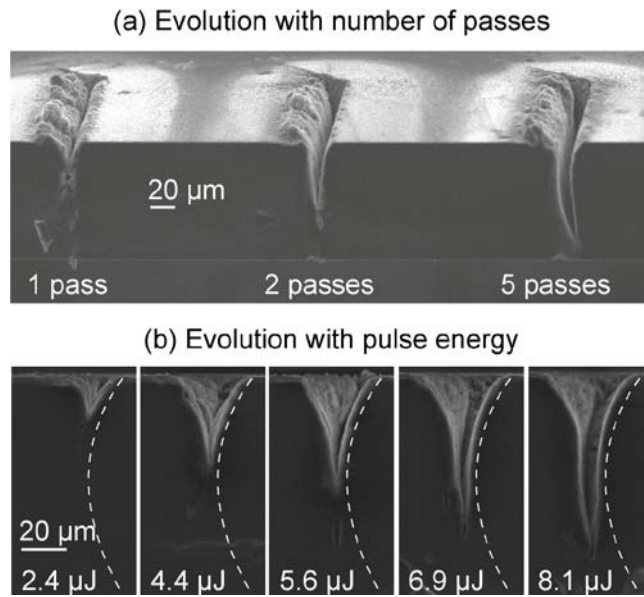 (a) Evolution with number of passes
20 µm
1 pass
2 passes
5 passes
(b) Evolution with pulse energy
20 µm
2.4 µJ
4.4 µJ
5.6 µJ
6.9 µJ
8.1 µJ